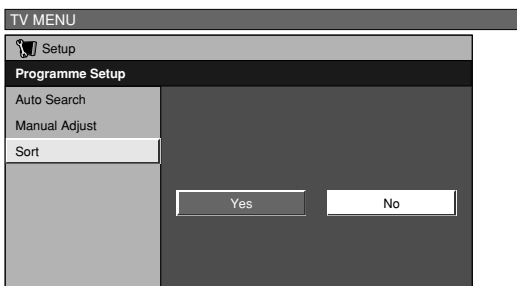 TV MENU
Setup
Programme Setup
Auto Search
Manual Adjust
Sort
Yes No